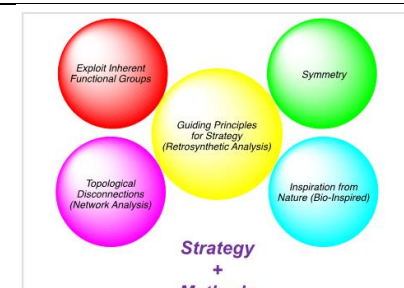 Exploit Inherent
Functional Groups
Symmetry
Guiding Principles
for Strategy
(Retrosynthetic Analysis)
Topological
Disconnections
(Network Analysis)
Inspiration from
Nature (Bio-Inspired)
Strategy
+